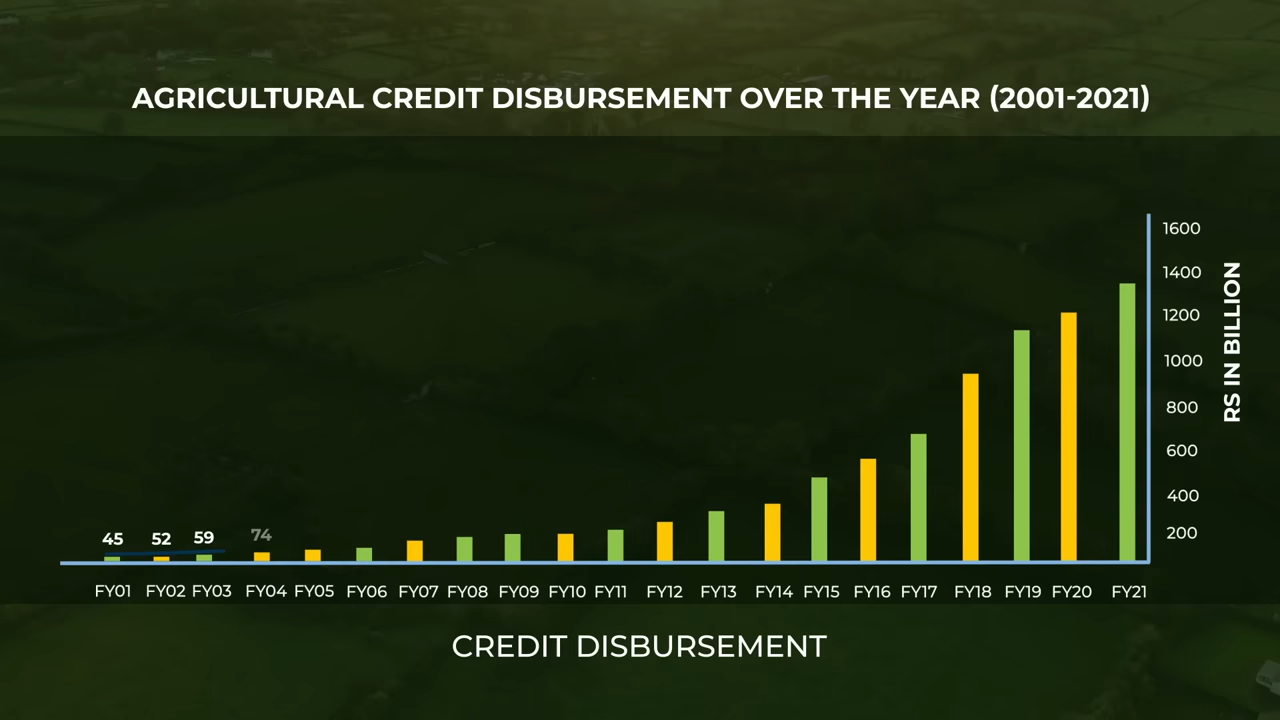 AGRICULTURAL CREDIT DISBURSEMENT OVER THE YEAR (2001-2021)
1600
1400
1200
1000
800
600
400
200
RS IN BILLION
45 52 59 74
FY01 FY02 FY03 FY04 FY05 FY06 FY07 FY08 FY09 FY10 FY11 FY12 FY13 FY14 FY15 FY16 FY17 FY18 FY19 FY20 FY21
CREDIT DISBURSEMENT